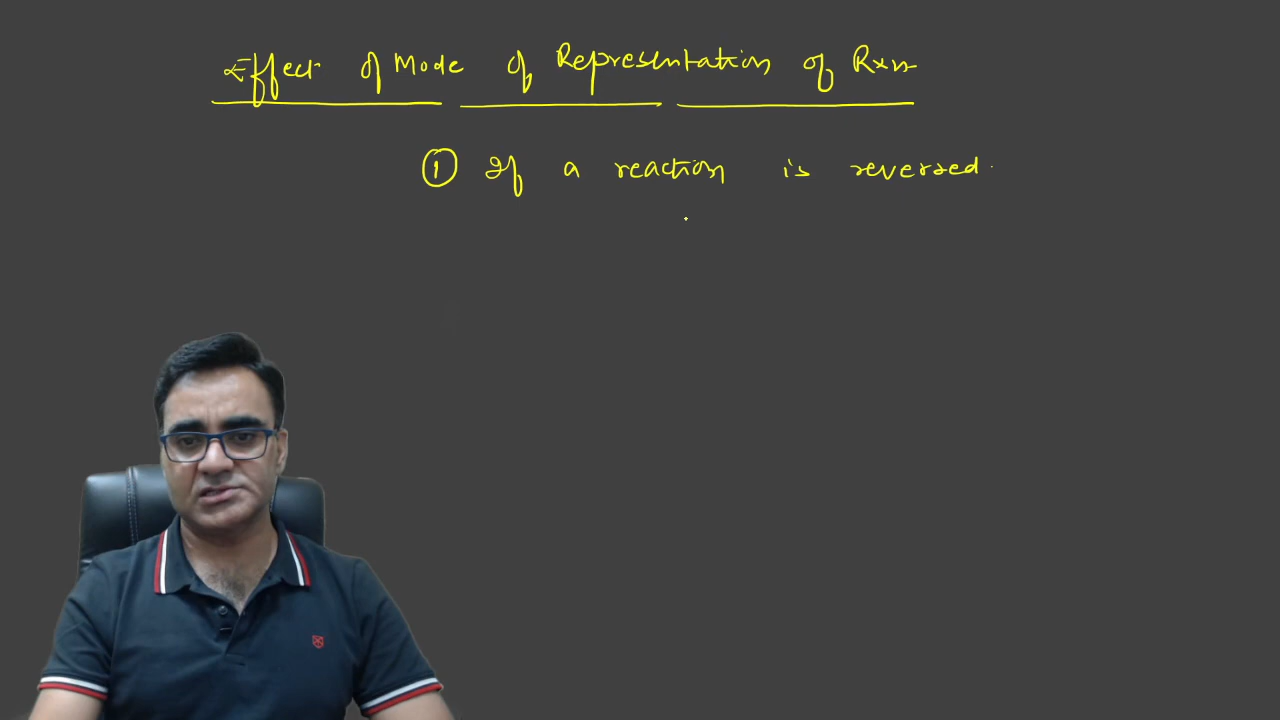 Effect of Mode of Representation of Rxn
① If a reaction is reversed.